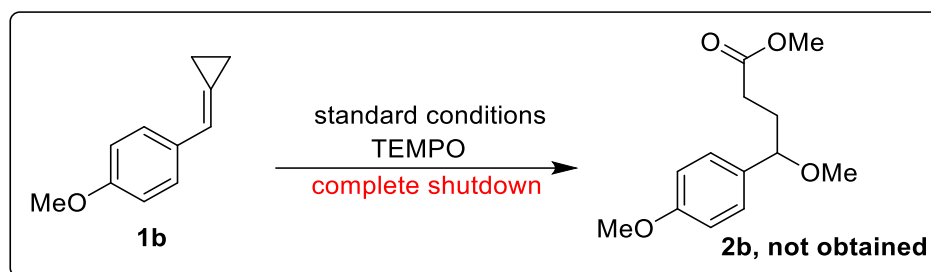 MeO
1b
standard conditions
TEMPO
complete shutdown
O
OMe
OMe
MeO
2b, not obtained